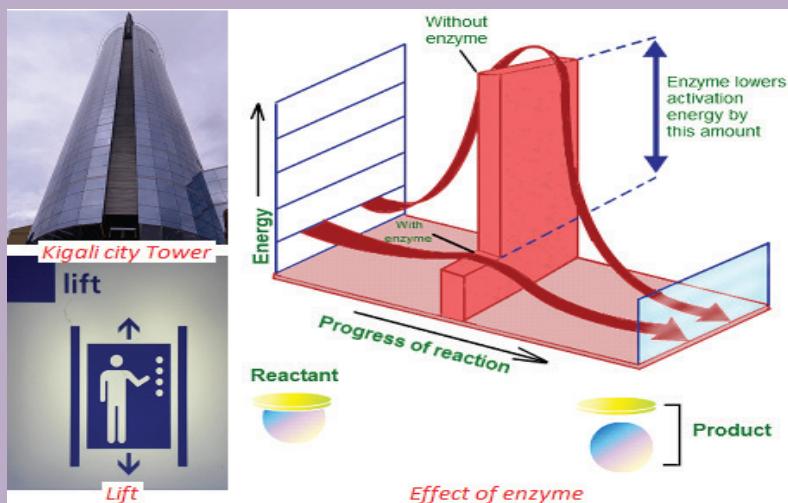 Kigali city Tower
lift
Lift
Without
enzyme
Enzyme lowers
activation
energy by
this amount
Energy
With
enzyme
Progress of reaction
Reactant
Product
Effect of enzyme